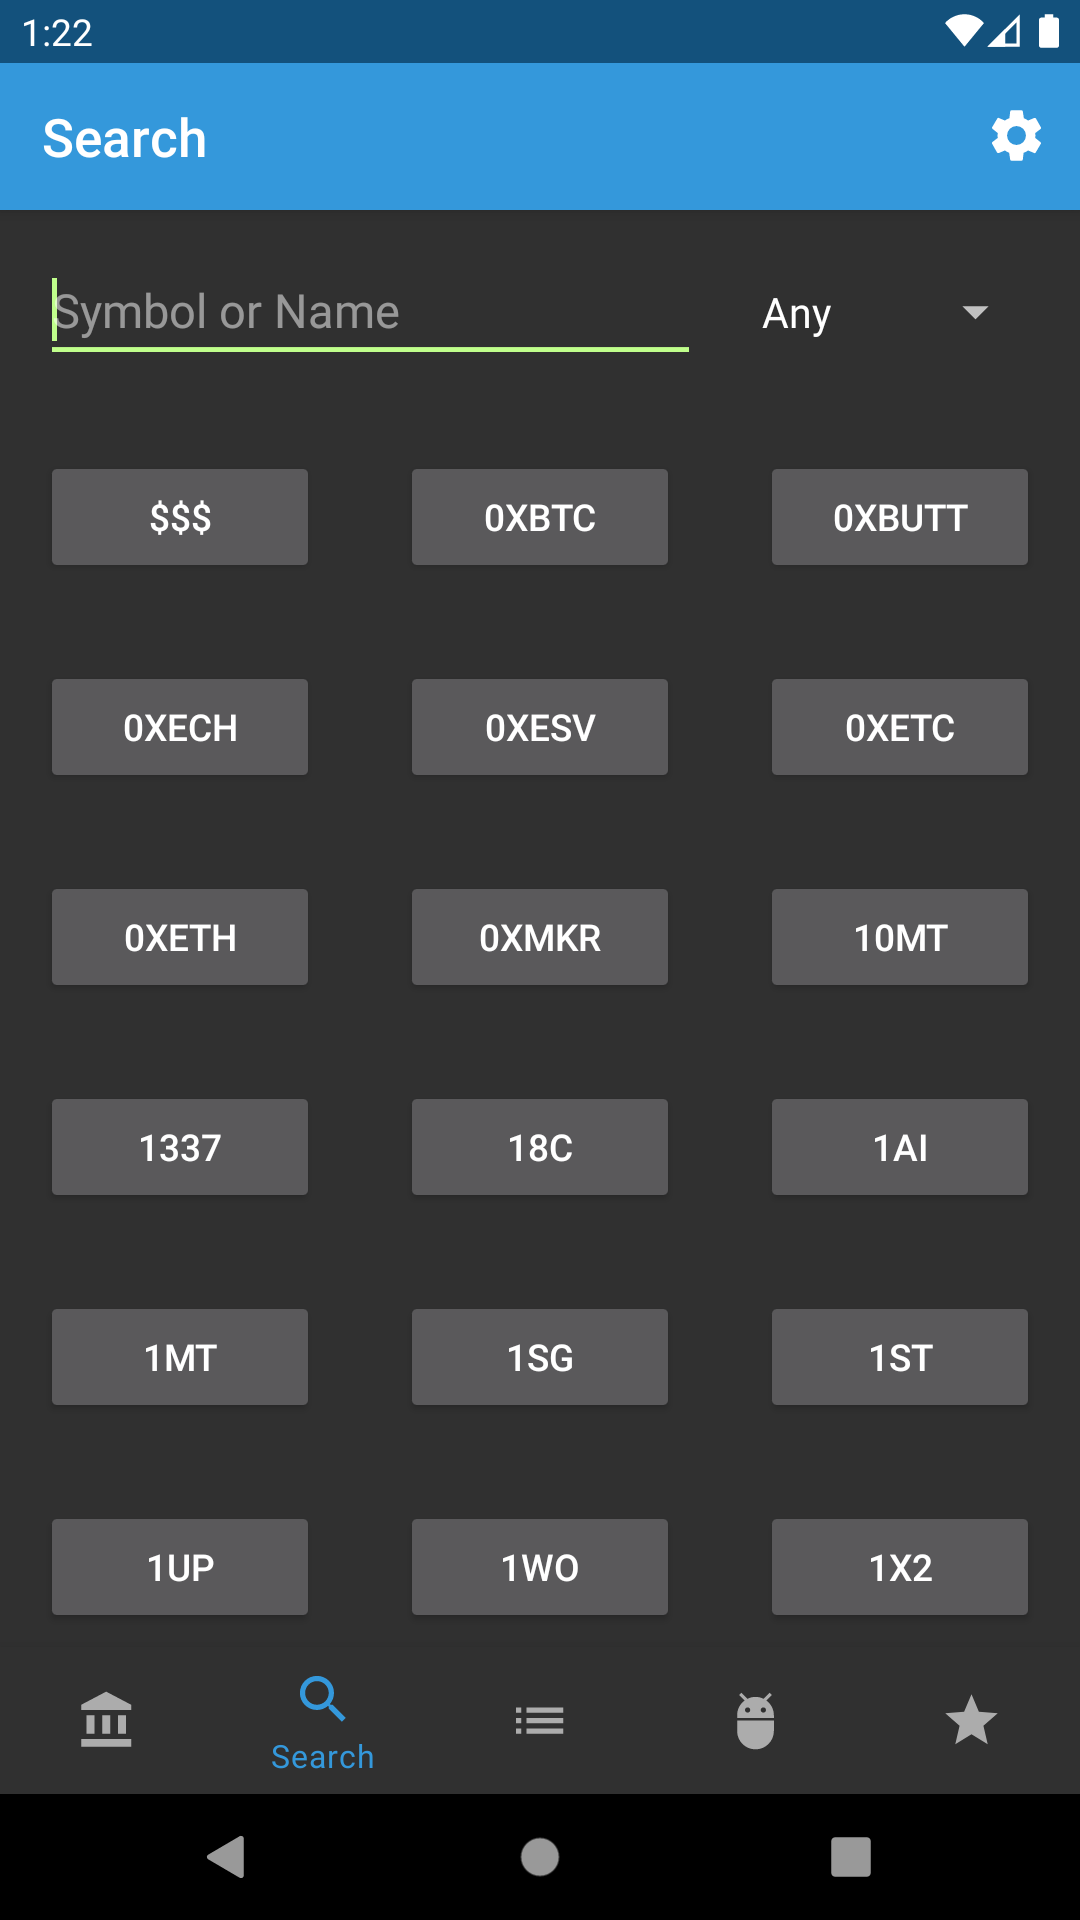 1:22
Search
Symbol or Name Any
$$$ 0XBTC 0XBUTT
0XECH 0XESV 0XETC
0XETH 0XMKR 10MT
1337 18C 1AI
1MT 1SG 1ST
1UP 1WO 1X2
Search